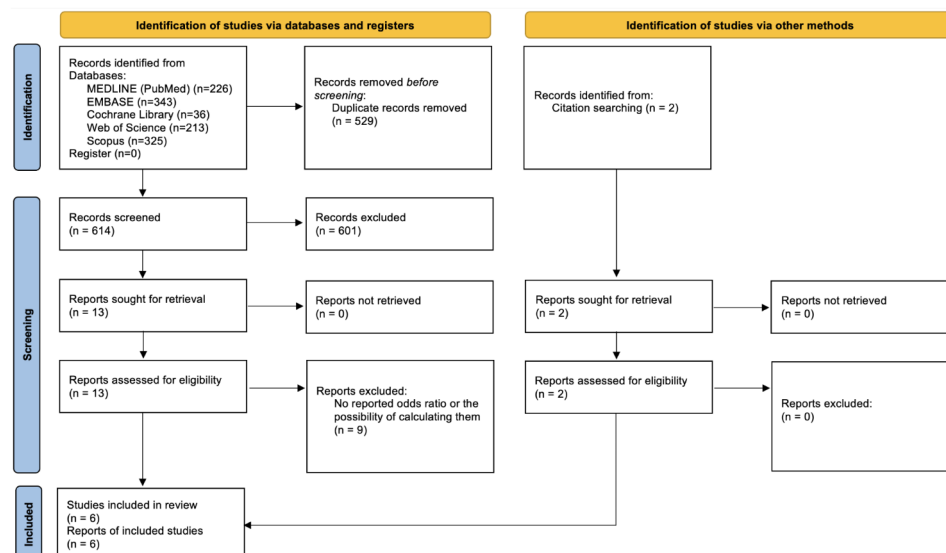 Identification of studies via databases and registers
Identification of studies via other methods
Identification
Records identified from
Databases:
MEDLINE (PubMed) (n=226)
EMBASE (n=343)
Cochrane Library (n=36)
Web of Science (n=213)
Scopus (n=325)
Register (n=0)
Records removed before
screening:
Duplicate records removed
(n = 529)
Records identified from:
Citation searching (n = 2)
Screening
Records screened
(n = 614)
Records excluded
(n = 601)
Reports sought for retrieval
(n = 13)
Reports not retrieved
(n = 0)
Reports sought for retrieval
(n = 2)
Reports not retrieved
(n = 0)
Reports assessed for eligibility
(n = 13)
Reports excluded:
No reported odds ratio or the
possibility of calculating them
(n = 9)
Reports assessed for eligibility
(n = 2)
Reports excluded:
(n = 0)
Included
Studies included in review
(n = 6)
Reports of included studies
(n = 6)